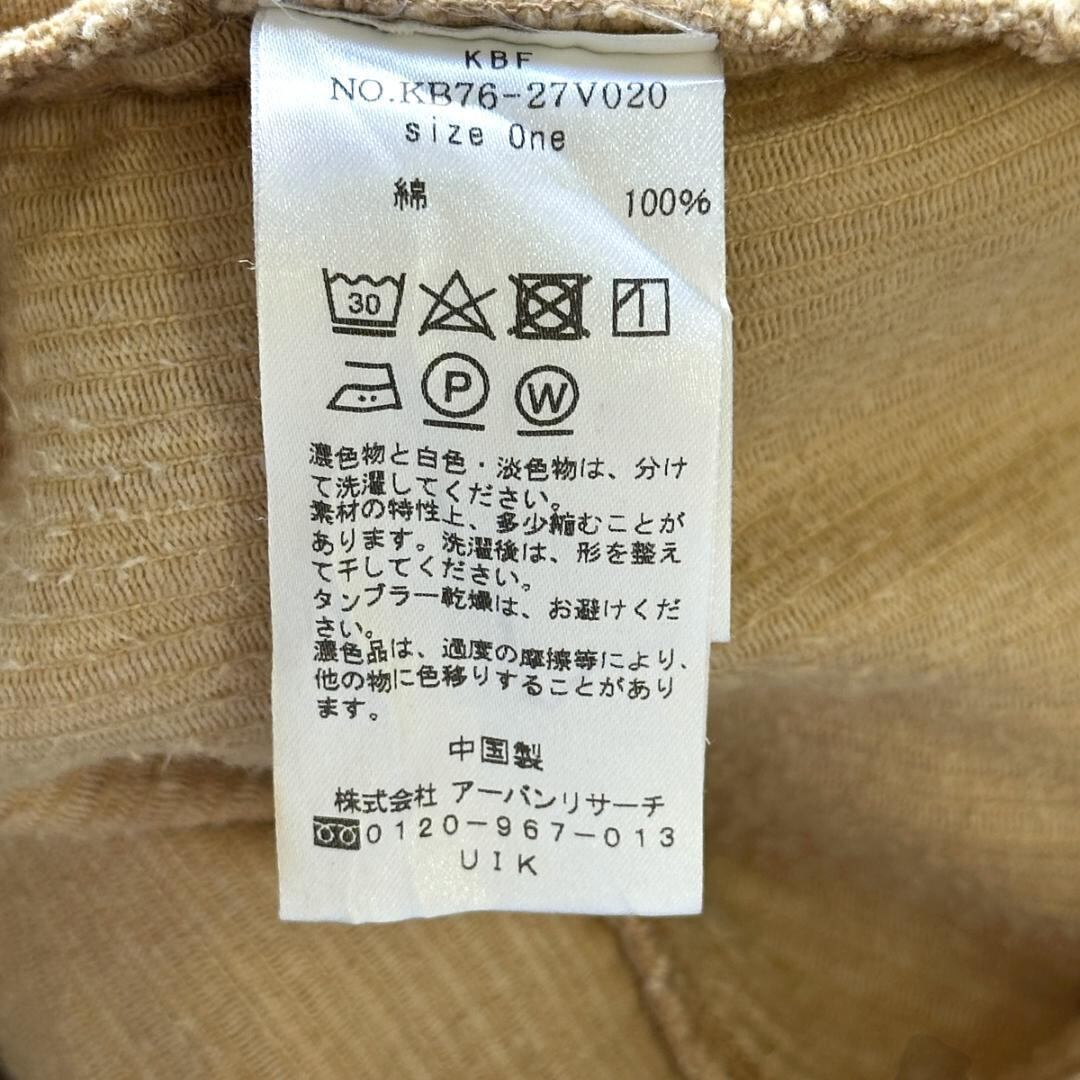 KBF
NO.KB76-27V020
size One
綿 100%
30
P W
濃色物と白色・淡色物は、分け
て洗濯してください。
素材の特性上、多少縮むことが
あります。洗濯後は、形を整え
て干してください。
タンブラー乾燥は、お避けくだ
さい。
濃色品は、過度の摩擦等により、
他の物に色移りすることがあり
ます。
中国製
株式会社 アーバンリサーチ
0120-967-013
UIK